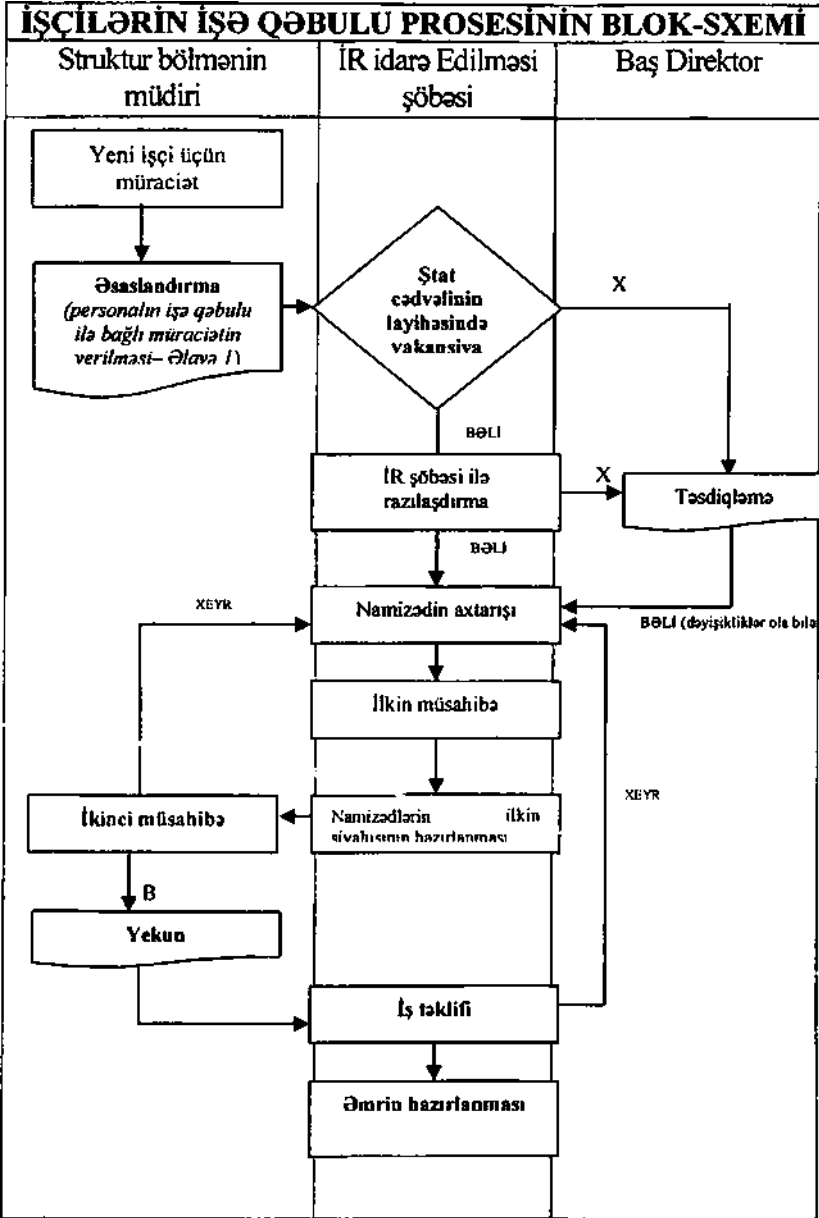 İŞÇİLƏRİN İŞƏ QƏBULU PROSESİNİN BLOK-SXEMİ
Struktur bölmənin
müdiri
İR idarə Edilməsi
şöbəsi
Baş Direktor
Yeni işçi üçün
müraciət
Əsaslandırma
(personalın işə qəbulu
ilə bağlı müraciətin
verilməsi– Əlavə 1)
Ştat
cədvəlinin
layihəsində
vakansiya
X
BƏLİ
İR şöbəsi ilə
razılaşdırma
X
Təsdiqləmə
BƏLİ
XEYR
Namizədin axtarışı
BƏLİ (dəyişikliklər ola bilə
İlkin müsahibə
XEYR
İkinci müsahibə
Namizədlərin ilkin
siyahısının hazırlanması
B
Yekun
İş təklifi
Əmrin hazırlanması